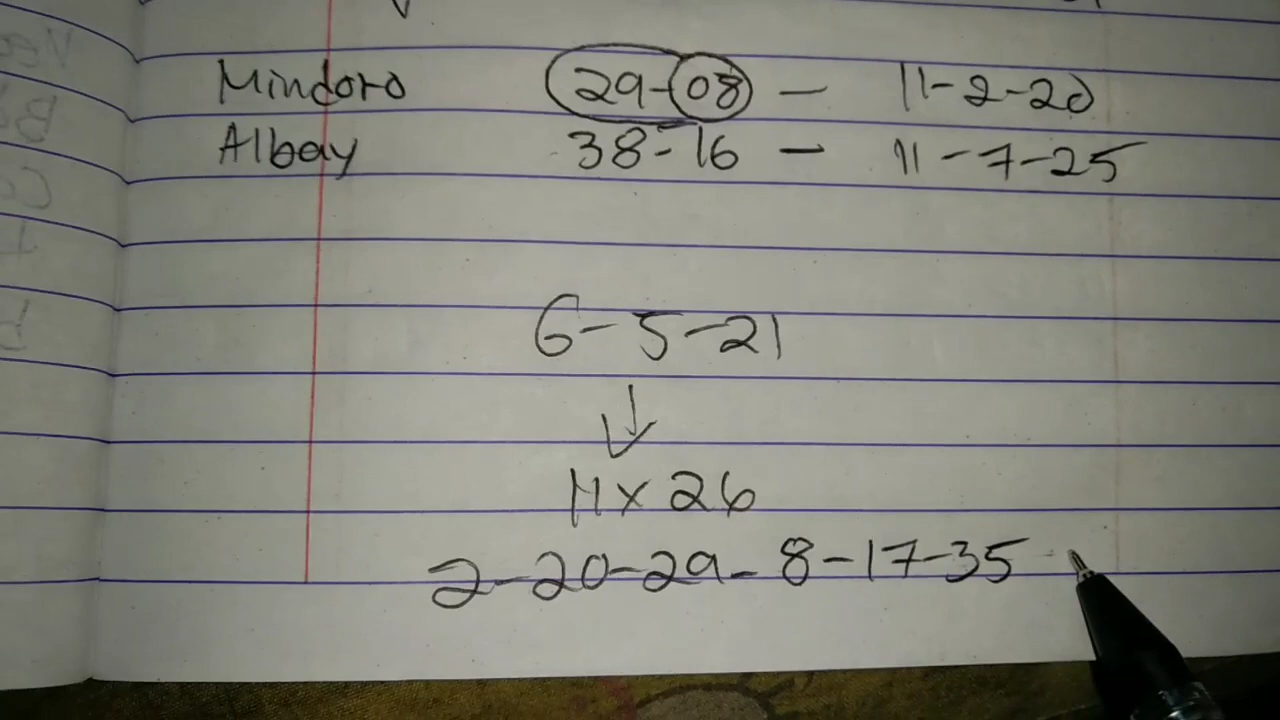 Mindoro 29-08 - 11-2-20
Albay 38-16 - 11-7-25
6-5-21
11x26
2-20-29-8-17-35